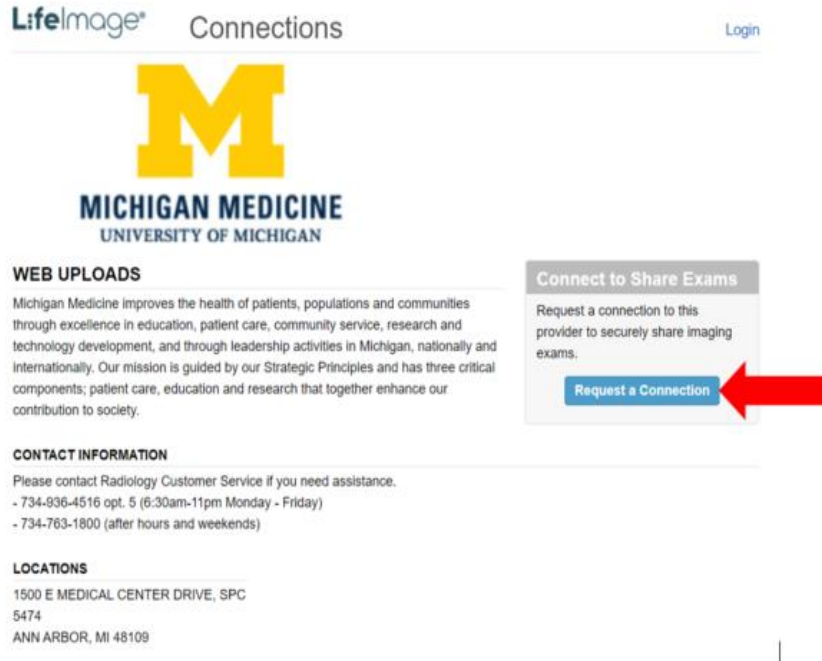 LifeImage®
Connections
Login
M
MICHIGAN MEDICINE
UNIVERSITY OF MICHIGAN
WEB UPLOADS
Michigan Medicine improves the health of patients, populations and communities
through excellence in education, patient care, community service, research and
technology development, and through leadership activities in Michigan, nationally and
internationally. Our mission is guided by our Strategic Principles and has three critical
components; patient care, education and research that together enhance our
contribution to society.
Connect to Share Exams
Request a connection to this
provider to securely share imaging
exams.
Request a Connection
CONTACT INFORMATION
Please contact Radiology Customer Service if you need assistance.
- 734-936-4516 opt. 5 (6:30am-11pm Monday - Friday)
- 734-763-1800 (after hours and weekends)
LOCATIONS
1500 E MEDICAL CENTER DRIVE, SPC
5474
ANN ARBOR, MI 48109